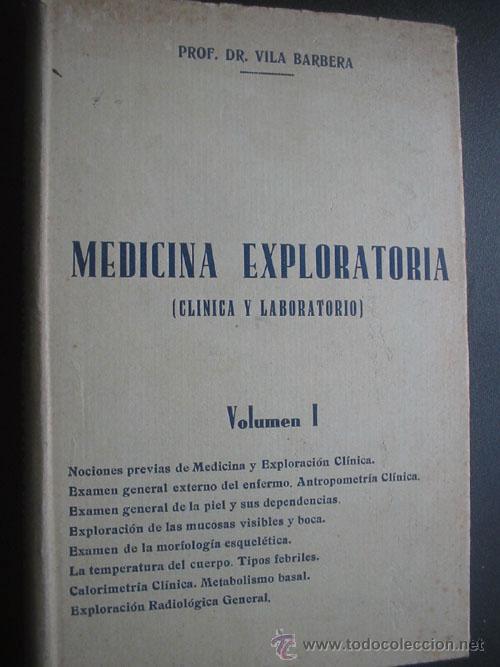 PROF. DR. VILA BARBERA
MEDICINA EXPLORATORIA
(CLINICA Y LABORATORIO)
Volumen I
Nociones previas de Medicina y Exploración Clínica.
Examen general externo del enfermo. Antropometría Clínica.
Examen general de la piel y sus dependencias.
Exploración de las mucosas visibles y boca.
Examen de la morfología esquelética.
La temperatura del cuerpo. Tipos febriles.
Calorimetría Clínica. Metabolismo basal.
Exploración Radiológica General.
www.todocoleccion.net